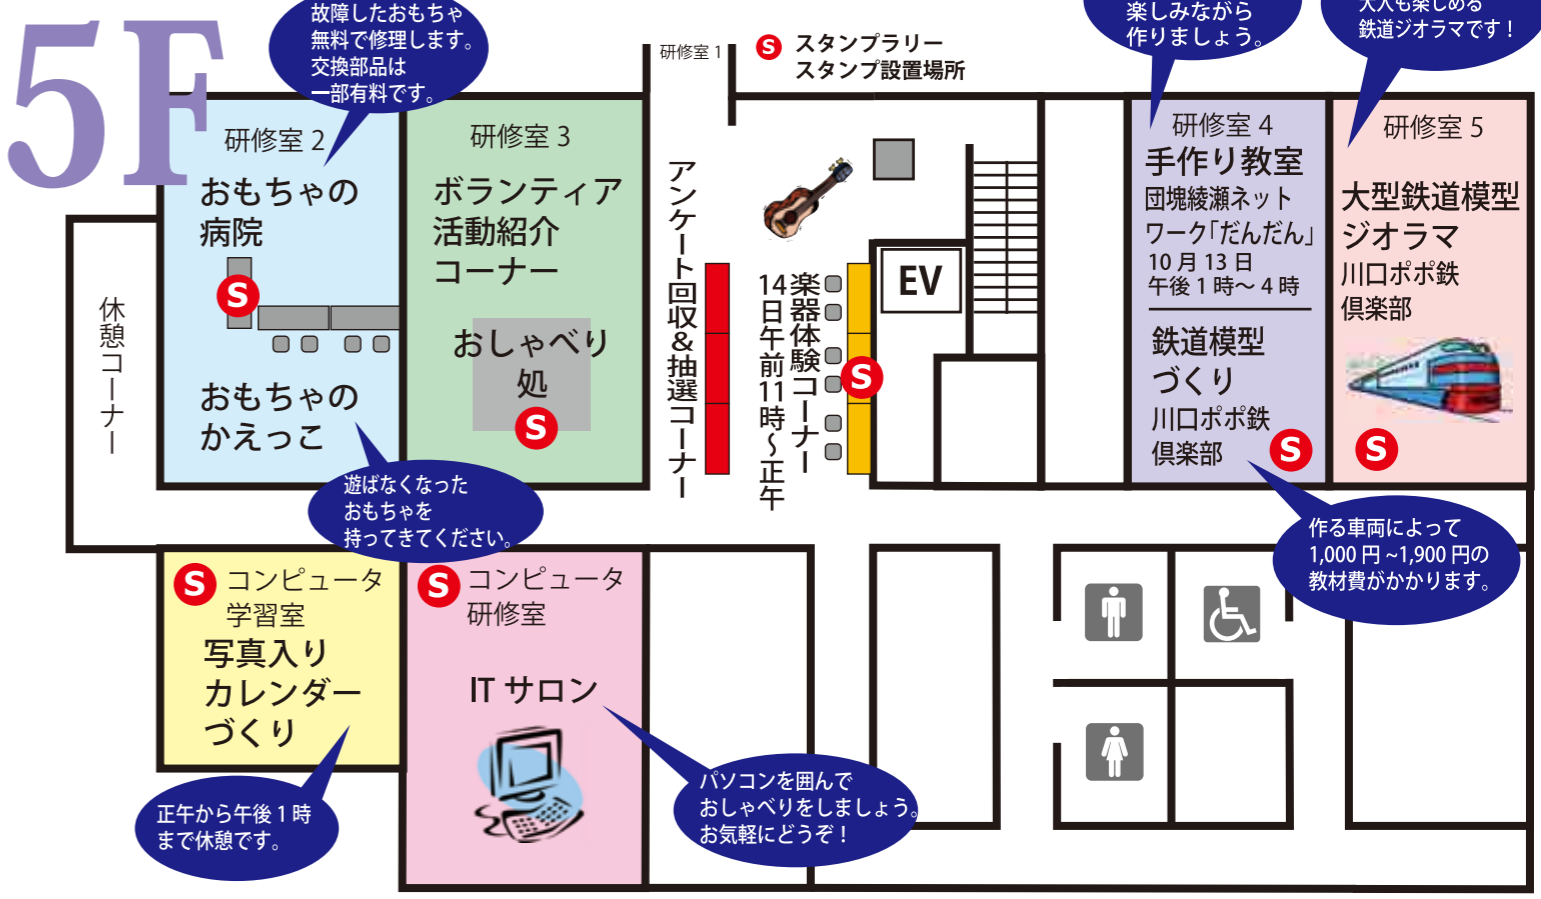 5F
故障したおもちゃ
無料で修理します。
交換部品は
一部有料です。
研修室 1
S スタンプラリー
スタンプ設置場所
楽しみながら
作りましょう。
大人も楽しめる
鉄道ジオラマです！
研修室 2
おもちゃの
病院
S
おもちゃの
かえっこ
遊ばなくなった
おもちゃを
持ってきてください。
休憩コーナー
研修室 3
ボランティア
活動紹介
コーナー
おしゃべり
処
S
アンケート回収&抽選コーナー
楽器体験コーナー
14日午前11時～正午
S
EV
研修室 4
手作り教室
団塊綾瀬ネット
ワーク「だんだん」
10 月 13 日
午後 1 時～ 4 時
鉄道模型
づくり
川口ポポ鉄
倶楽部
S
作る車両によって
1,000 円 ~1,900 円の
教材費がかかります。
研修室 5
大型鉄道模型
ジオラマ
川口ポポ鉄
倶楽部
S
S コンピュータ
学習室
写真入り
カレンダー
づくり
正午から午後 1 時
まで休憩です。
S コンピュータ
研修室
IT サロン
パソコンを囲んで
おしゃべりをしましょう。
お気軽にどうぞ！